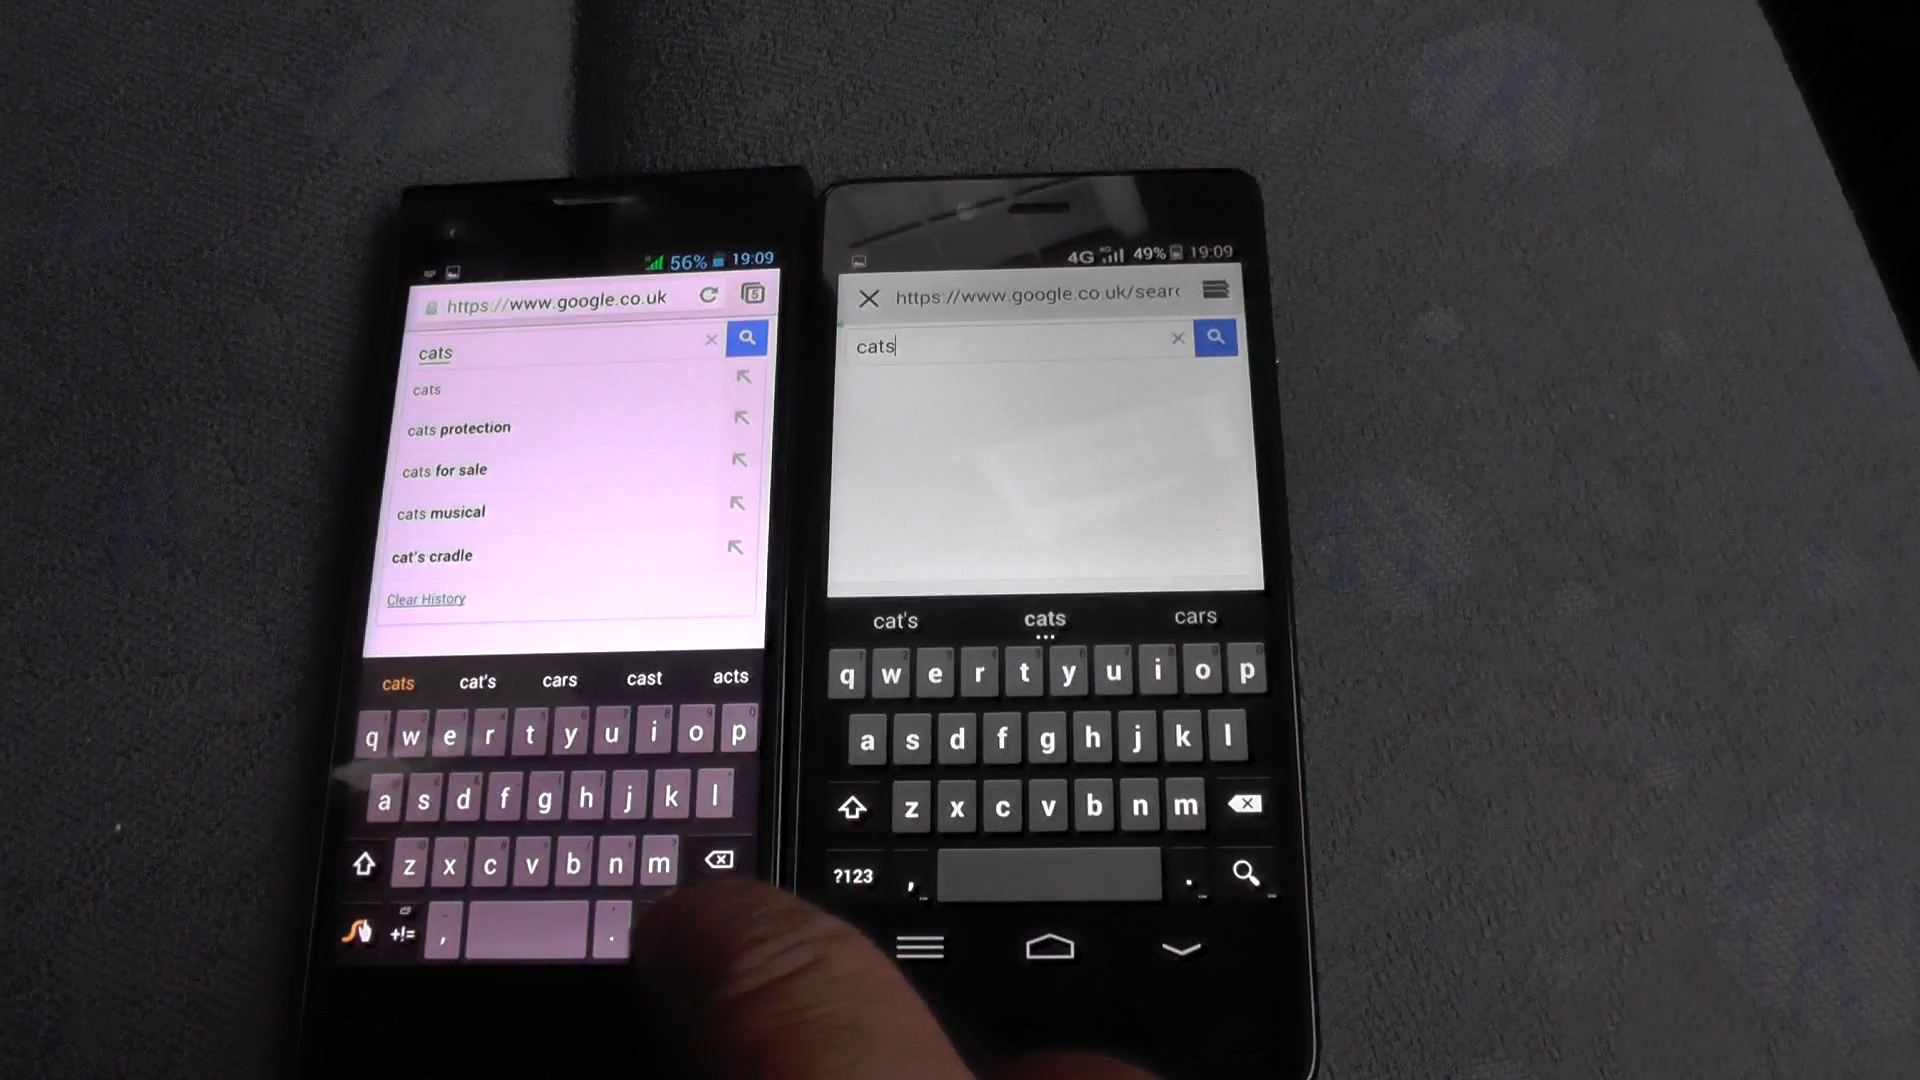 56% 19:09
https://www.google.co.uk
5
cats
cats
cats protection
cats for sale
cats musical
cat's cradle
Clear History
cats cat's cars cast acts
q w e r t y u i o p
a s d f g h j k l
z x c v b n m
+!= , .
4G 49% 19:09
https://www.google.co.uk/sear
cats
cat's cats cars
q w e r t y u i o p
a s d f g h j k l
z x c v b n m
?123 , .